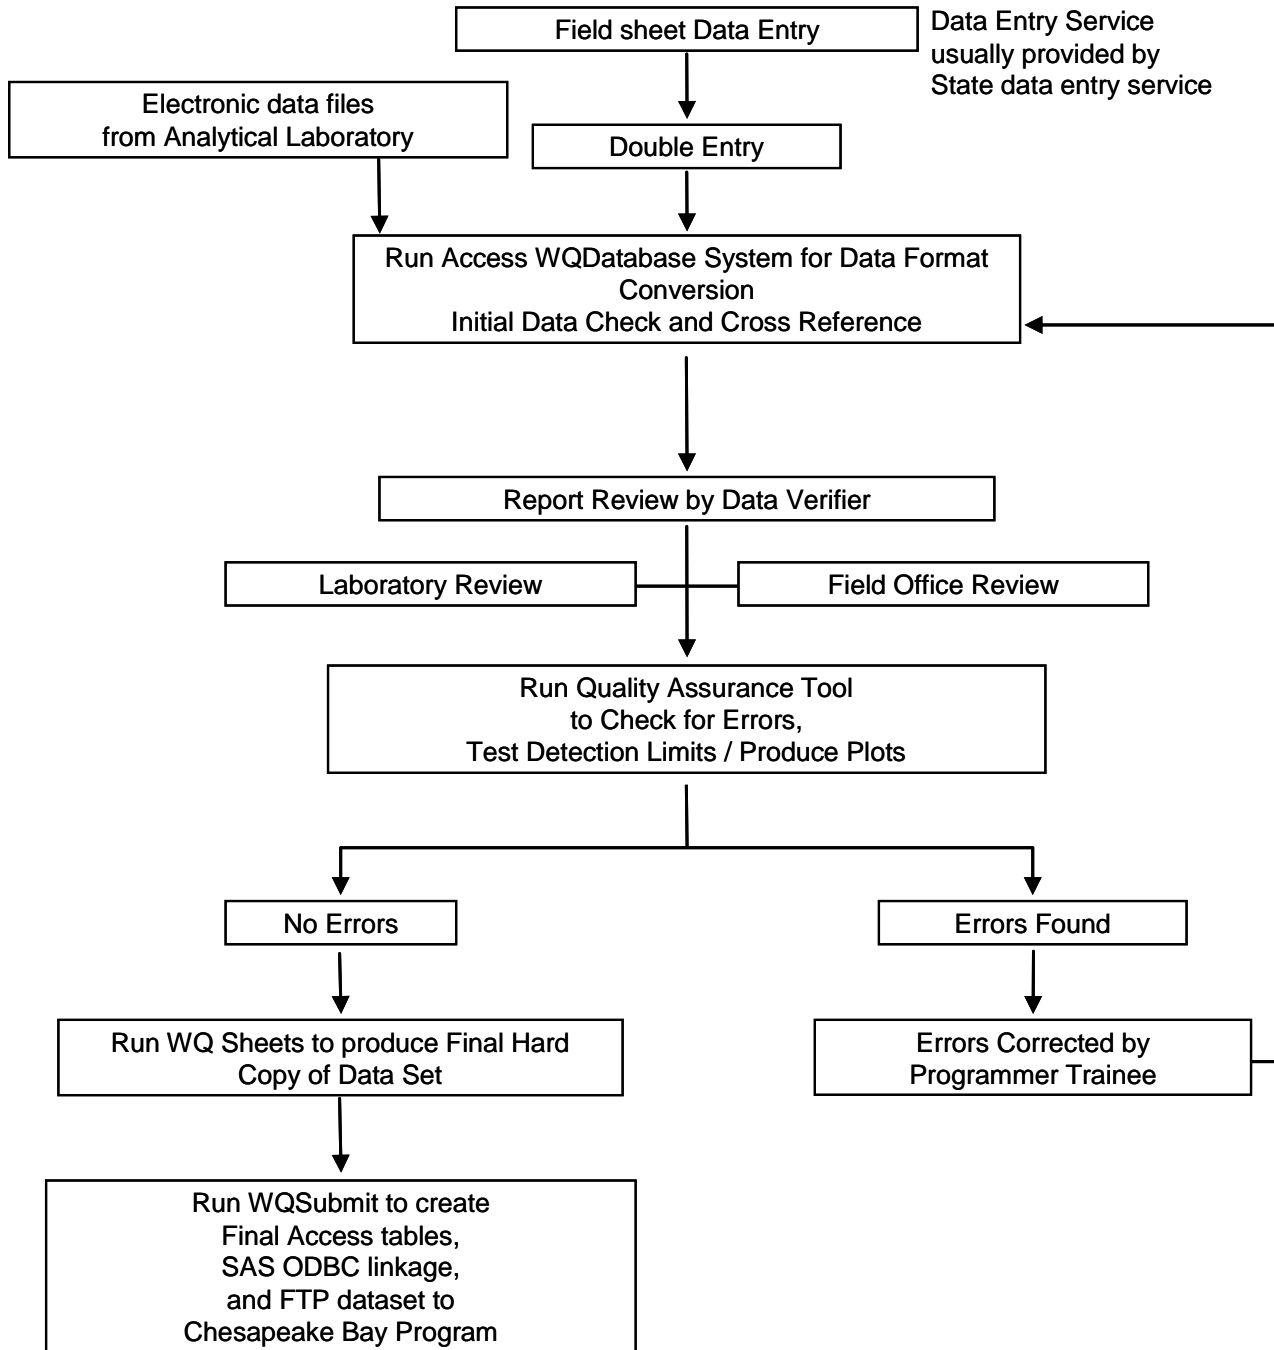 Field sheet Data Entry
Data Entry Service
usually provided by
State data entry service
Electronic data files
from Analytical Laboratory
Double Entry
Run Access WQDatabase System for Data Format
Conversion
Initial Data Check and Cross Reference
Report Review by Data Verifier
Laboratory Review
Field Office Review
Run Quality Assurance Tool
to Check for Errors,
Test Detection Limits / Produce Plots
No Errors
Errors Found
Run WQ Sheets to produce Final Hard
Copy of Data Set
Errors Corrected by
Programmer Trainee
Run WQSubmit to create
Final Access tables,
SAS ODBC linkage,
and FTP dataset to
Chesapeake Bay Program